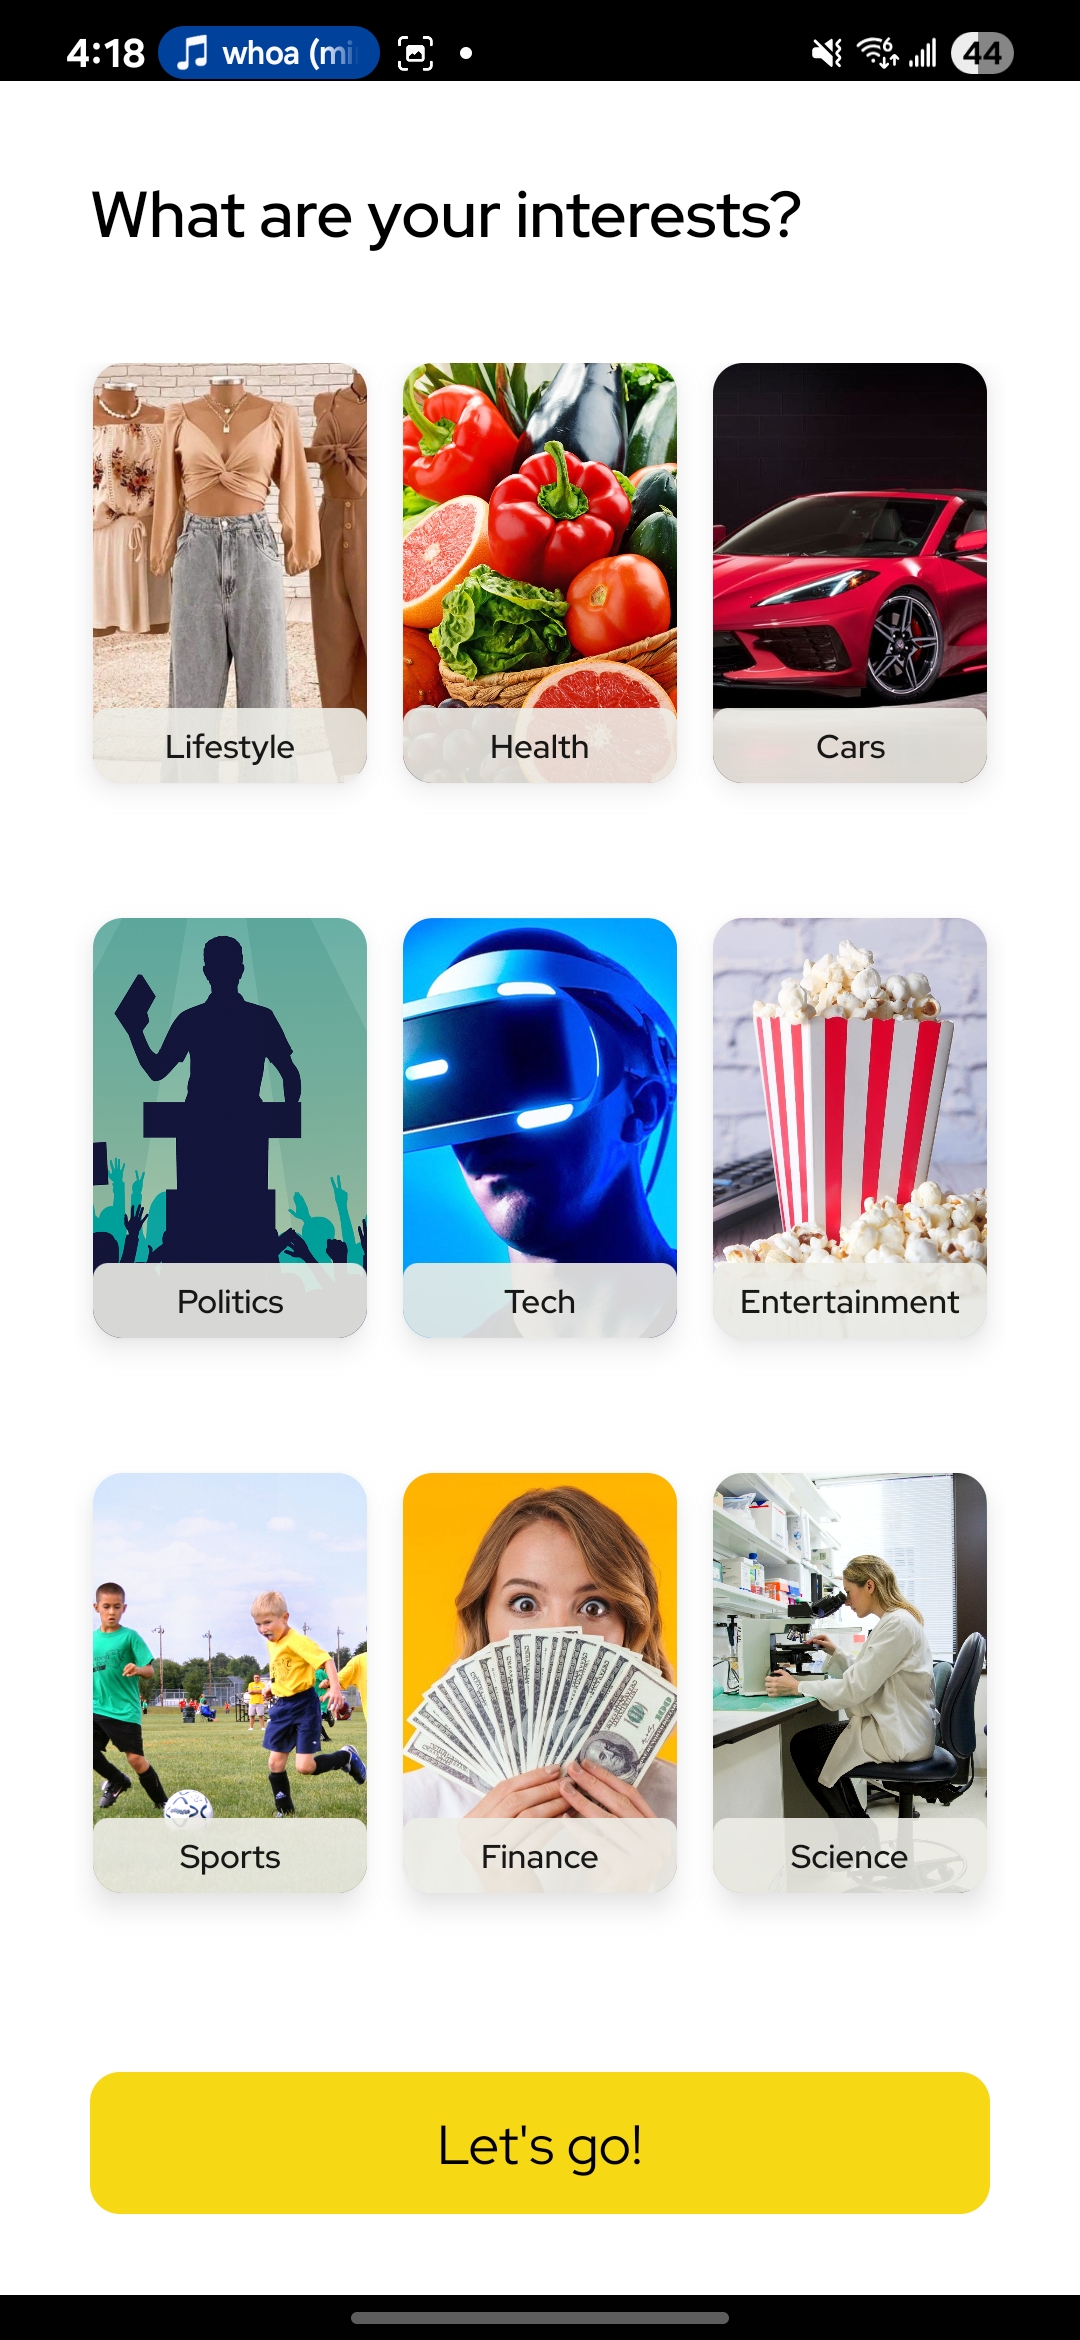 4:18 whoa (mi 44
What are your interests?
Lifestyle Health Cars
Politics Tech Entertainment
Sports Finance Science
Let's go!